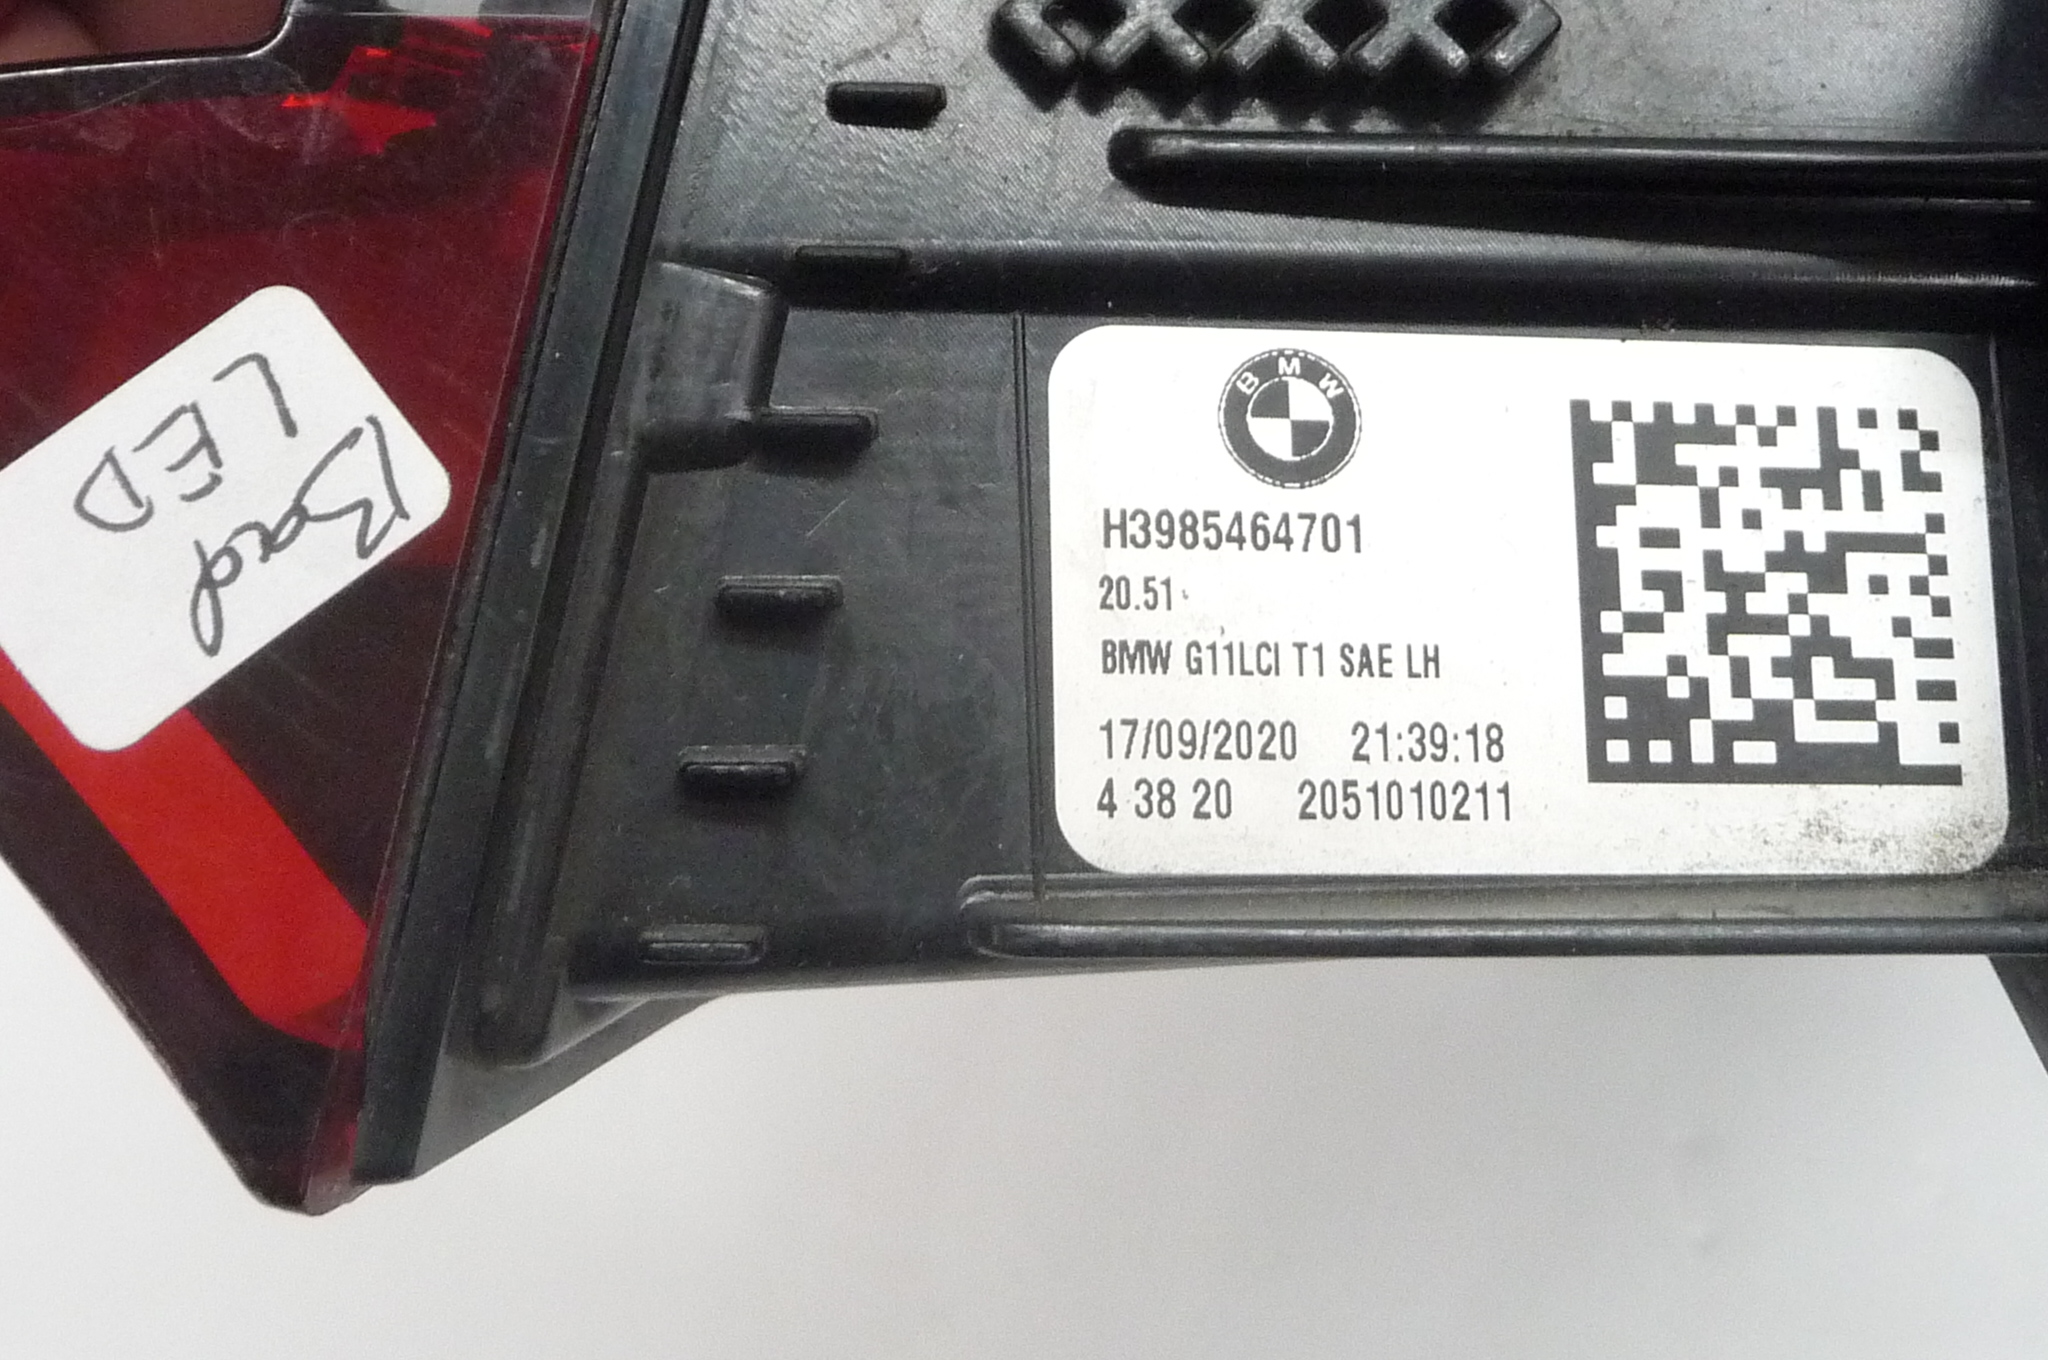 Bad
LED
BMW
H3985464701
20.51
BMW G11LCI T1 SAE LH
17/09/2020 21:39:18
4 38 20 2051010211